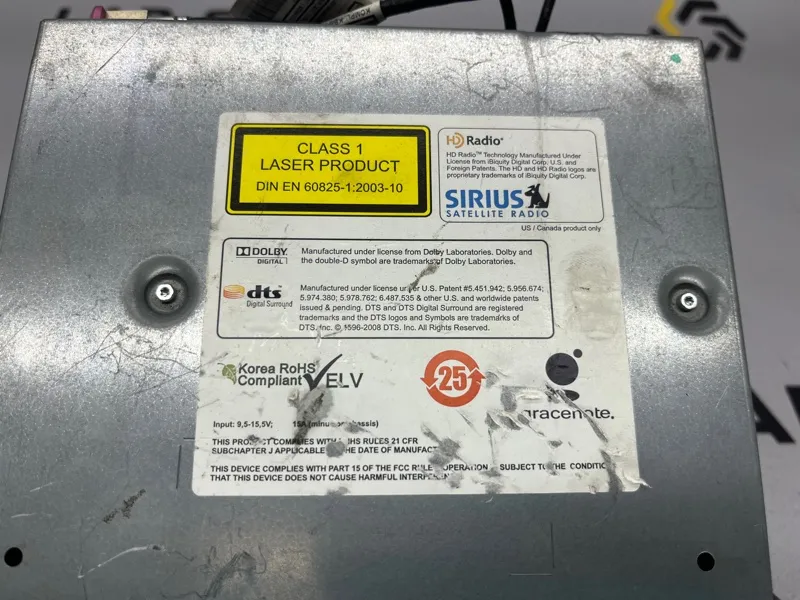 CLASS 1
LASER PRODUCT
DIN EN 60825-1:2003-10
HD Radio
HD Radio™ Technology Manufactured Under
License from iBiquity Digital Corp. U.S. and
Foreign Patents. The HD and HD Radio logos are
proprietary trademarks of iBiquity Digital Corp.
SIRIUS
SATELLITE RADIO
US / Canada product only
DOLBY
DIGITAL
Manufactured under license from Dolby Laboratories. Dolby and
the double-D symbol are trademarks of Dolby Laboratories.
dts
Digital Surround
Manufactured under license under U.S. Patent #5.451.942; 5.956.674;
5.974.380; 5.978.762; 6.487.535 & other U.S. and worldwide patents
issued & pending. DTS and DTS Digital Surround are registered
trademarks and the DTS logos and Symbols are trademarks of
DTS, Inc. © 1596-2008 DTS, Inc. All Rights Reserved.
Korea RoHS
Compliant
ELV
25
gracenote.
Input: 9,5-15,5V; 15A (minus chassis)
THIS COMPLIES RULES 21 CFR
SUBCHAPTER J APPLICABLE THE DATE OF
THIS DEVICE COMPLIES WITH PART 15 OF THE FCC OPERATION SUBJECT TO THE
THAT THIS DEVICE DOES NOT CAUSE HARMFUL